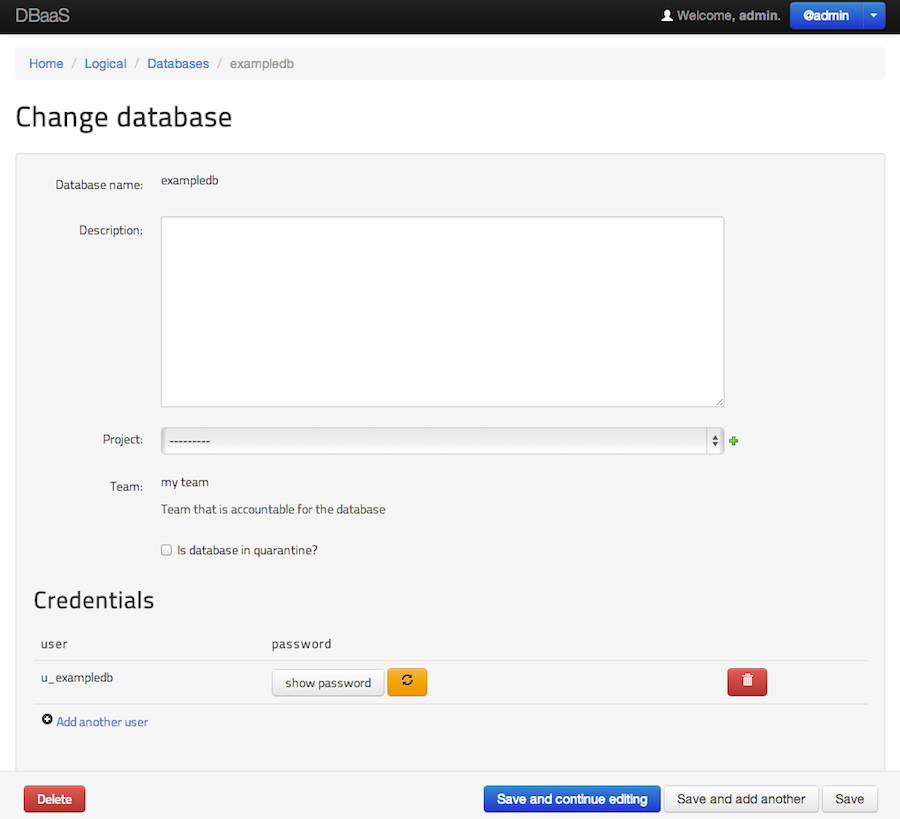 DBaaS
Welcome, admin.
@admin
Home / Logical / Databases / exampledb
Change database
Database name: exampledb
Description:
Project: ---------
Team: my team
Team that is accountable for the database
Is database in quarantine?
Credentials
user password
u_exampledb show password
Add another user
Delete Save and continue editing Save and add another Save